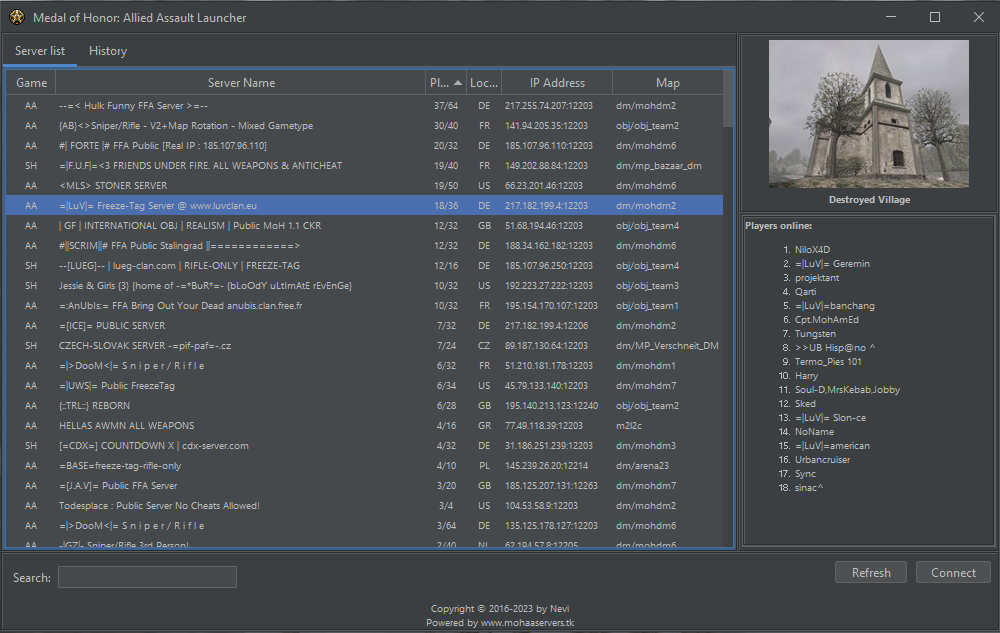 Medal of Honor: Allied Assault Launcher
Server list History
Game Server Name Pl... Loc... IP Address Map
AA --=< Hulk Funny FFA Server >=-- 37/64 DE 217.255.74.207:12203 dm/mohdm2
AA {AB}<>Sniper/Rifle - V2+Map Rotation - Mixed Gametype 30/40 FR 141.94.205.35:12203 obj/obj_team2
AA #| FORTE |# FFA Public [Real IP : 185.107.96.110] 20/32 DE 185.107.96.110:12203 dm/mohdm6
SH =|F.U.F|=<3 FRIENDS UNDER FIRE. ALL WEAPONS & ANTICHEAT 19/40 FR 149.202.88.84:12203 dm/mp_bazaar_dm
AA <MLS> STONER SERVER 19/50 US 66.23.201.46:12203 dm/mohdm6
AA =|LuV|= Freeze-Tag Server @ www.luvclan.eu 18/36 DE 217.182.199.4:12203 dm/mohdm2
AA | GF | INTERNATIONAL OBJ | REALISM | Public MoH 1.1 CKR 12/32 GB 51.68.194.46:12203 obj/obj_team4
AA #||SCRIM||# FFA Public Stalingrad ||============> 12/32 DE 188.34.162.182:12203 dm/mohdm6
SH --[LUEG]-- | lueg-clan.com | RIFLE-ONLY | FREEZE-TAG 12/16 DE 185.107.96.250:12203 obj/obj_team4
SH Jessie & Girls {3} {home of -=*BuR*=- {bLoOdY uLtImAtE rEvEnGe} 10/32 US 192.223.27.222:12203 obj/obj_team3
AA =:AnUbIs:= FFA Bring Out Your Dead anubis.clan.free.fr 10/32 FR 195.154.170.107:12203 obj/obj_team1
AA =[ICE]= PUBLIC SERVER 7/32 DE 217.182.199.4:12206 dm/mohdm2
SH CZECH-SLOVAK SERVER -=pif-paf=-.cz 7/24 CZ 89.187.130.64:12203 dm/MP_Verschneit_DM
AA =|>DooM<|= S n i p e r / R i f l e 6/32 FR 51.210.181.178:12203 dm/mohdm1
AA =|UWS|= Public FreezeTag 6/34 US 45.79.133.140:12203 dm/mohdm7
AA {::TRL::} REBORN 6/28 GB 195.140.213.123:12240 obj/obj_team2
AA HELLAS AWMN ALL WEAPONS 4/16 GR 77.49.118.39:12203 m2l2c
SH [=CDX=] COUNTDOWN X | cdx-server.com 4/32 DE 31.186.251.239:12203 dm/mohdm3
AA =BASE=freeze-tag-rifle-only 4/10 PL 145.239.26.20:12214 dm/arena23
AA =[J.A.V]= Public FFA Server 3/20 GB 185.125.207.131:12263 dm/mohdm7
AA Todesplace : Public Server No Cheats Allowed! 3/4 US 104.53.58.9:12203 dm/mohdm2
AA =|>DooM<|= S n i p e r / R i f l e 3/64 DE 135.125.178.127:12203 dm/mohdm6
AA -|GZ|- Sniper/Rifle 3rd Person! 2/40 NL 62.194.57.8:12205 dm/mohdm6
Destroyed Village
Players online:
1. NiloX4D
2. =|LuV|= Geremin
3. projektant
4. Qarti
5. =|LuV|=banchang
6. Cpt.MohAmEd
7. Tungsten
8. >>UB Hisp@no ^
9. Termo_Pies 101
10. Harry
11. Soul-D,MrsKebab,Jobby
12. Sked
13. =|LuV|= Slon-ce
14. NoName
15. =|LuV|=american
16. Urbancruiser
17. Sync
18. sinac^
Search:
Refresh Connect
Copyright © 2016-2023 by Nevi
Powered by www.mohaaservers.tk